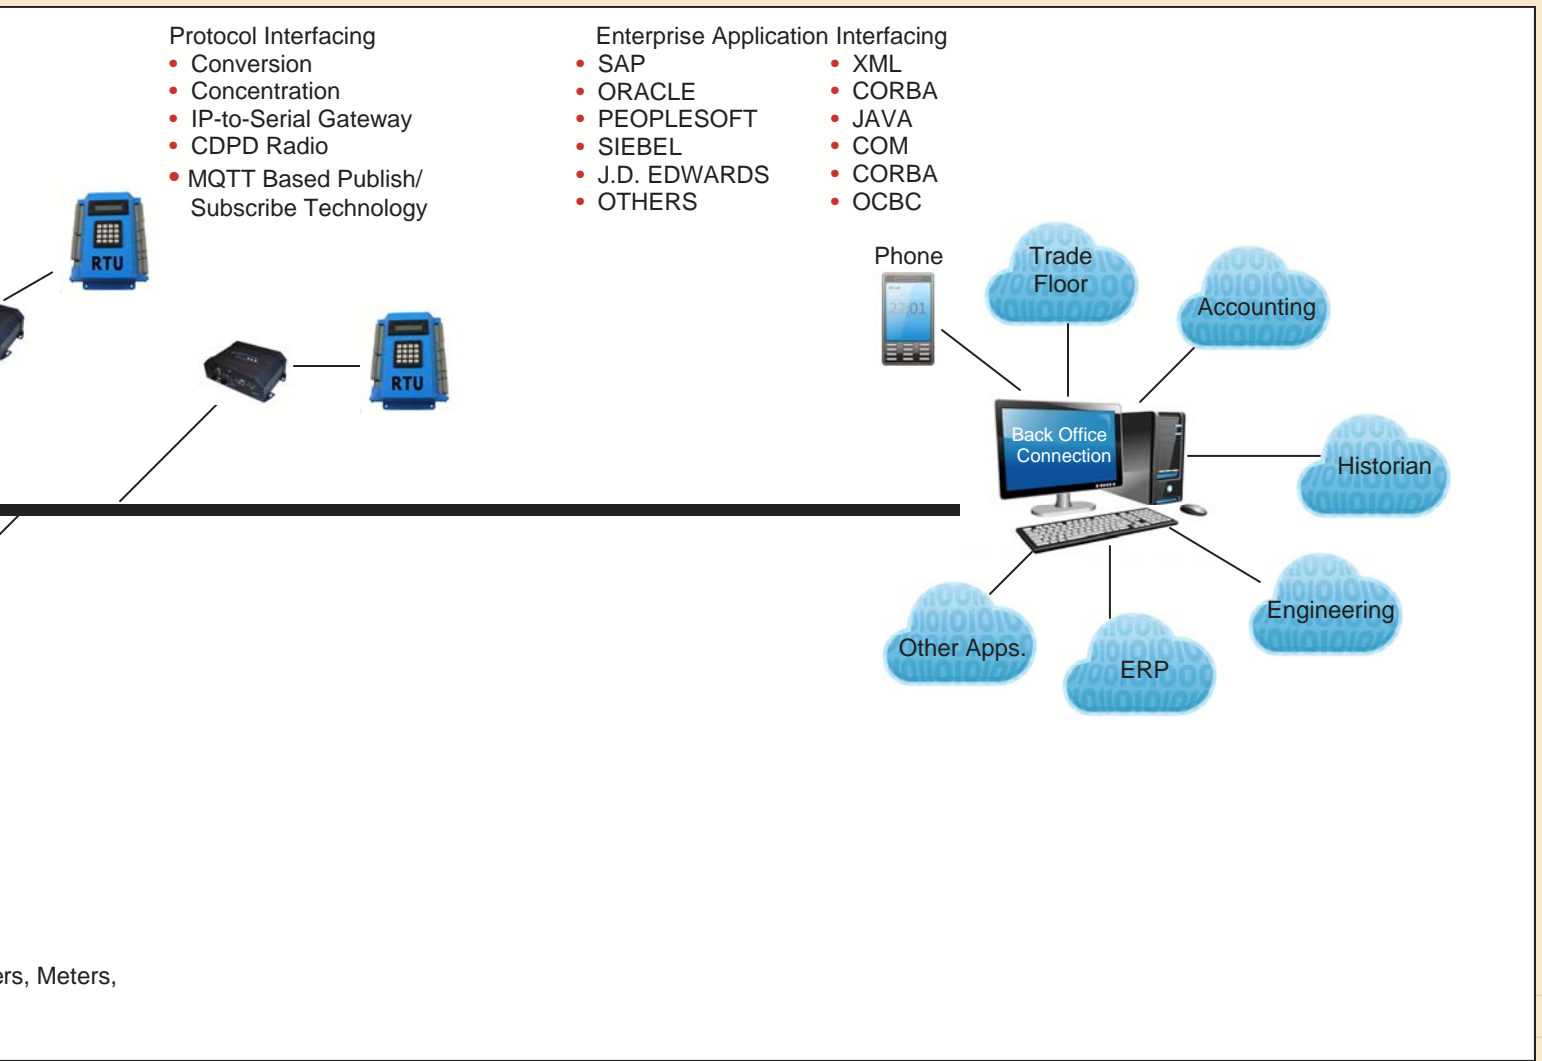 Protocol Interfacing
• Conversion
• Concentration
• IP-to-Serial Gateway
• CDPD Radio
• MQTT Based Publish/
Subscribe Technology
Enterprise Application Interfacing
• SAP
• ORACLE
• PEOPLESOFT
• SIEBEL
• J.D. EDWARDS
• OTHERS
• XML
• CORBA
• JAVA
• COM
• CORBA
• OCBC
RTU
RTU
Phone
22:01
Trade
Floor
Accounting
Back Office
Connection
Historian
Engineering
Other Apps.
ERP
ers, Meters,